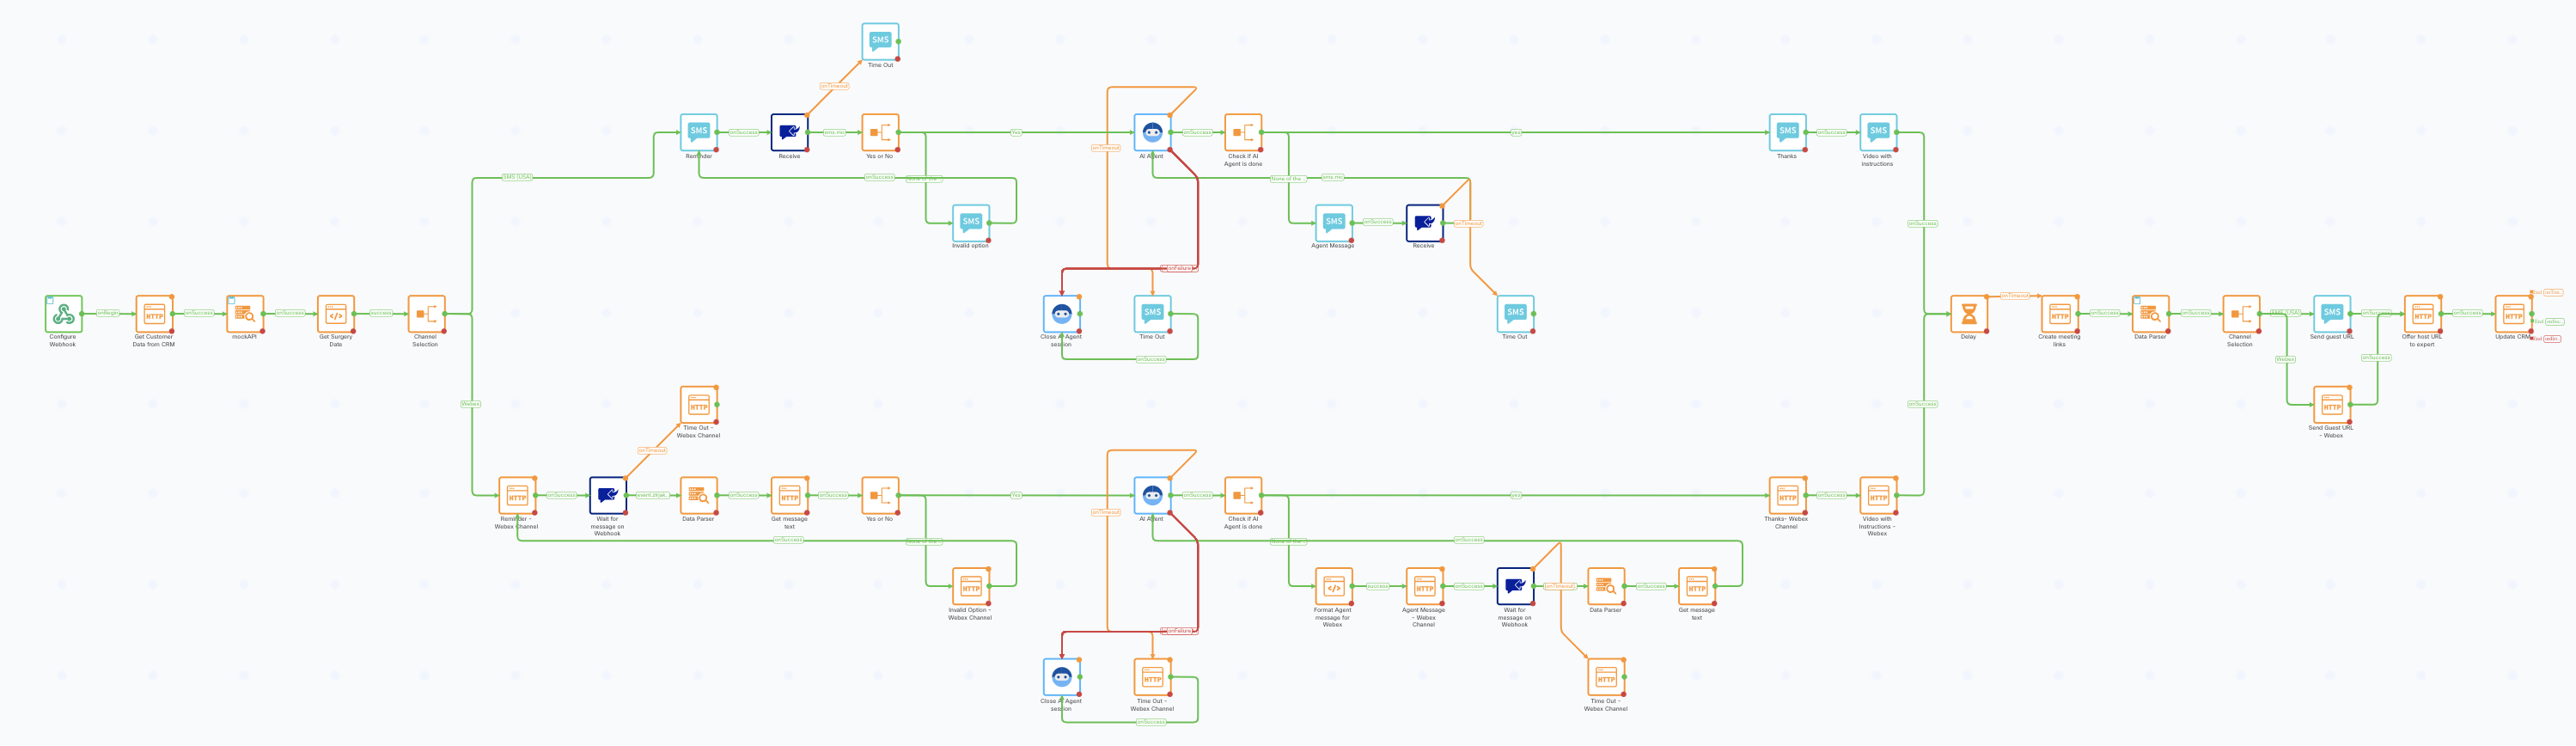 SMS
Time Out
onTimeout
SMS
Reminder
onSuccess
Receive
sms.mo
Yes or No
Yes
onTimeout
AI Agent
onSuccess
Check if AI
Agent is done
yes
SMS
Thanks
onSuccess
SMS
Video with
instructions
SMS (USA)
onSuccess
None of the ...
None of the ...
sms.mo
SMS
Invalid option
SMS
Agent Message
onSuccess
Receive
onTimeout
onSuccess
onFailure
Configure
Webhook
onBegin
HTTP
Get Customer
Data from CRM
onSuccess
mockAPI
onSuccess
Get Surgery
Data
success
Channel
Selection
Close AI Agent
session
SMS
Time Out
onSuccess
SMS
Time Out
Delay
onTimeout
HTTP
Create meeting
links
onSuccess
Data Parser
onSuccess
Channel
Selection
SMS (USA)
SMS
Send guest URL
onSuccess
HTTP
Offer host URL
to expert
onSuccess
HTTP
Update CRM
Webex
onSuccess
HTTP
Send Guest URL
- Webex
Webex
onSuccess
HTTP
Time Out -
Webex Channel
onTimeout
HTTP
Reminder -
Webex Channel
onSuccess
Wait for
message on
Webhook
Data Parser
onSuccess
HTTP
Get message
text
onSuccess
Yes or No
Yes
onTimeout
AI Agent
onSuccess
Check if AI
Agent is done
yes
HTTP
Thanks- Webex
Channel
onSuccess
HTTP
Video with
Instructions -
Webex
onSuccess
None of the ...
None of the ...
onSuccess
HTTP
Invalid Option -
Webex Channel
Format Agent
message for
Webex
success
HTTP
Agent Message
- Webex
Channel
onSuccess
Wait for
message on
Webhook
onTimeout
Data Parser
onSuccess
HTTP
Get message
text
onFailure
Close AI Agent
session
HTTP
Time Out -
Webex Channel
onSuccess
HTTP
Time Out -
Webex Channel